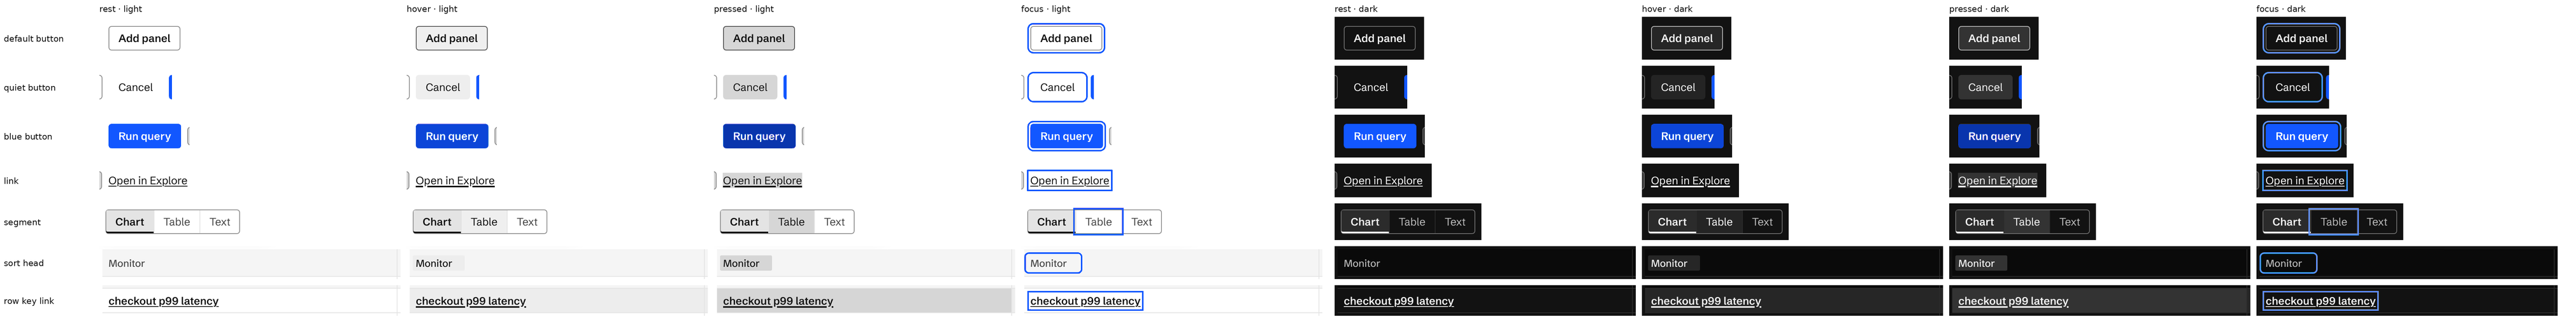 rest · light hover · light pressed · light focus · light rest · dark hover · dark pressed · dark focus · dark
default button Add panel Add panel Add panel Add panel Add panel Add panel Add panel Add panel
quiet button Cancel Cancel Cancel Cancel Cancel Cancel Cancel Cancel
blue button Run query Run query Run query Run query Run query Run query Run query Run query
link Open in Explore Open in Explore Open in Explore Open in Explore Open in Explore Open in Explore Open in Explore Open in Explore
segment Chart Table Text Chart Table Text Chart Table Text Chart Table Text Chart Table Text Chart Table Text Chart Table Text Chart Table Text
sort head Monitor Monitor Monitor Monitor Monitor Monitor Monitor Monitor
row key link checkout p99 latency checkout p99 latency checkout p99 latency checkout p99 latency checkout p99 latency checkout p99 latency checkout p99 latency checkout p99 latency